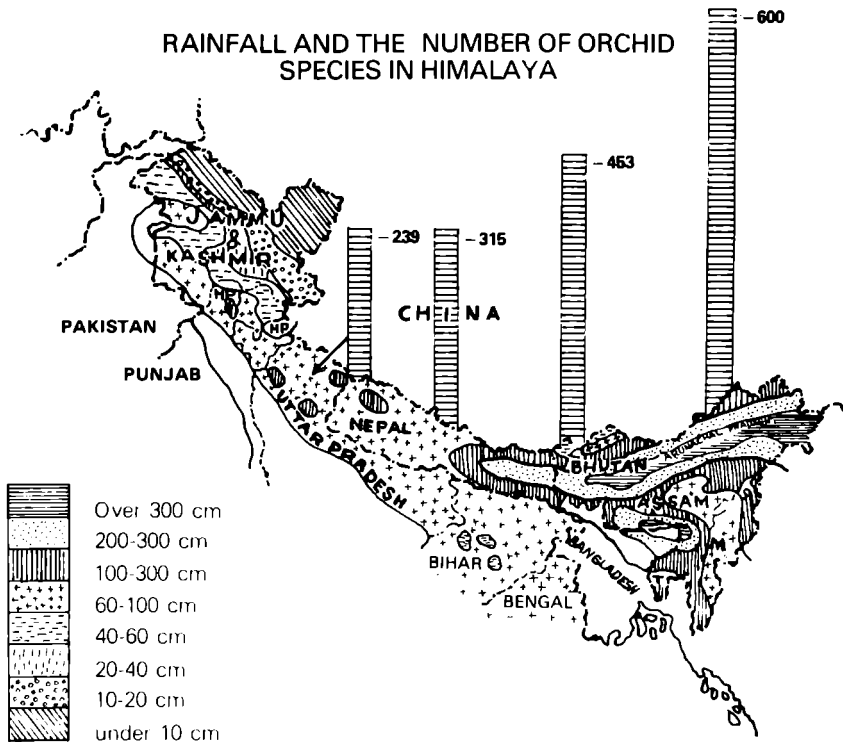 RAINFALL AND THE NUMBER OF ORCHID
SPECIES IN HIMALAYA
-600
-453
-239
-315
JAMMU
&
KASHMIR
HP
HP
CHINA
PAKISTAN
PUNJAB
UTTAR PRADESH
NEPAL
BHUTAN
ARUNACHAL PRADESH
ASSAM
M
T
BANGLADESH
BIHAR
BENGAL
Over 300 cm
200-300 cm
100-300 cm
60-100 cm
40-60 cm
20-40 cm
10-20 cm
under 10 cm